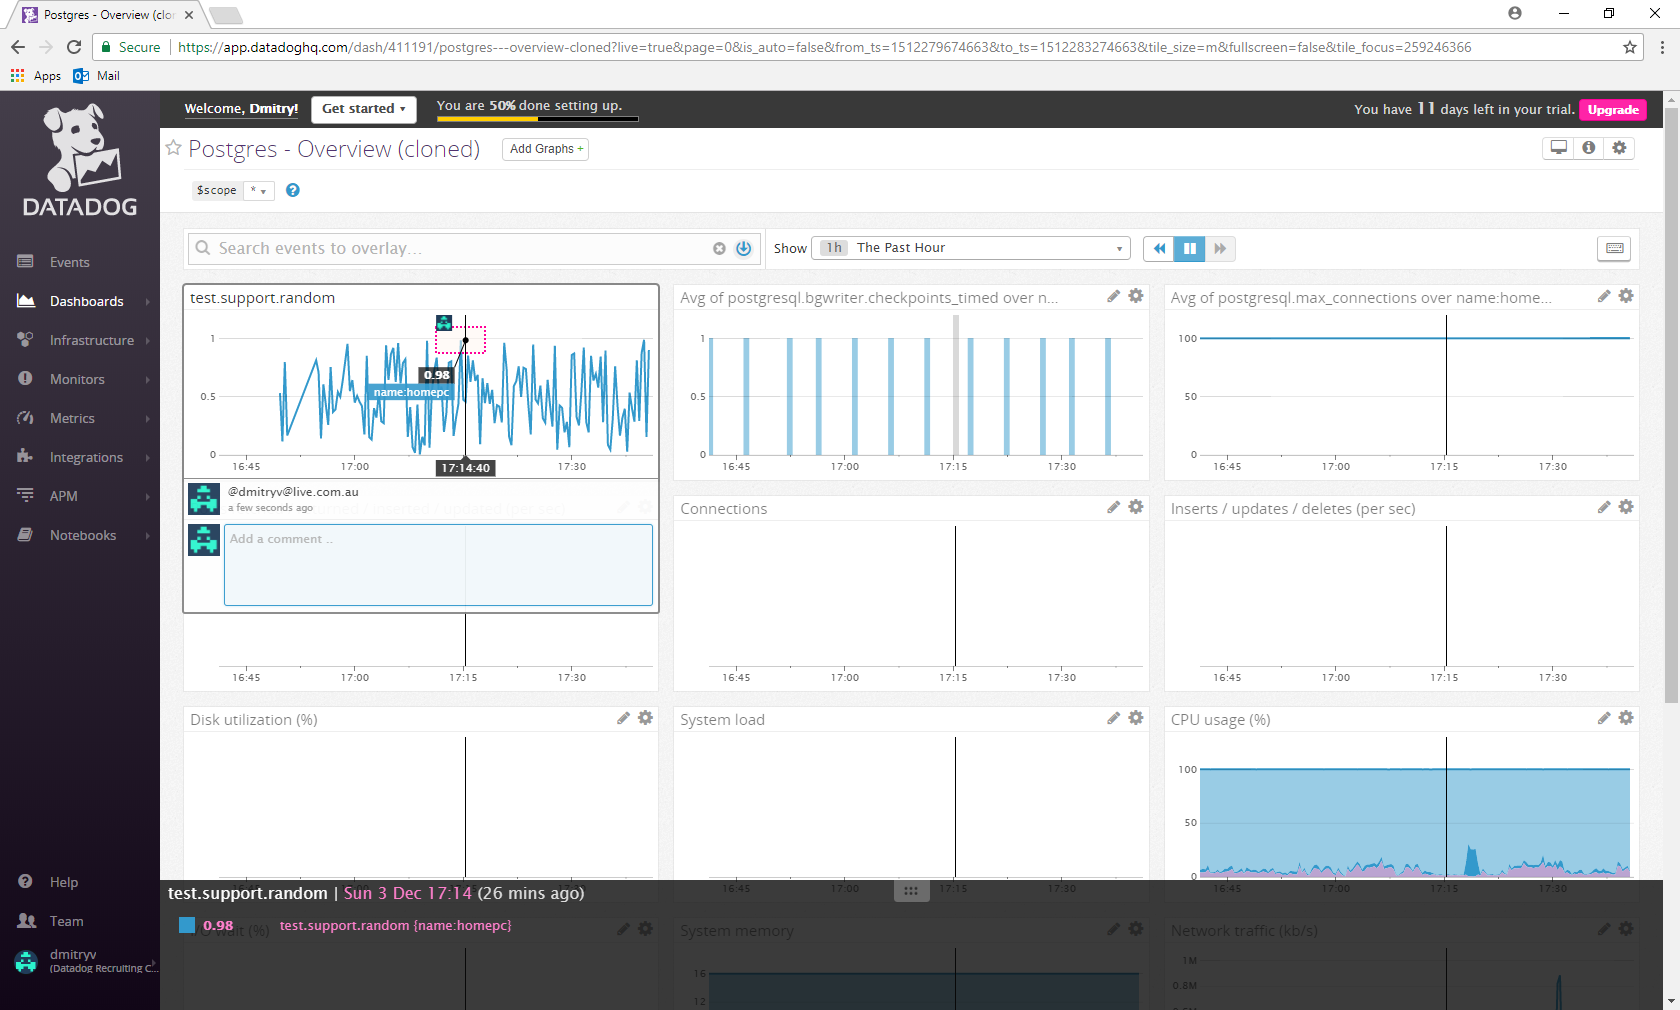 Postgres - Overview (clon
Secure
https://app.datadoghq.com/dash/411191/postgres---overview-cloned?live=true&page=0&is_auto=false&from_ts=1512279674663&to_ts=1512283274663&tile_size=m&fullscreen=false&tile_focus=259246366
Apps
Mail
DATADOG
Events
Dashboards
Infrastructure
Monitors
Metrics
Integrations
APM
Notebooks
Help
Team
dmitryv
(Datadog Recruiting C...
Welcome, Dmitry!
Get started
You are 50% done setting up.
You have 11 days left in your trial.
Upgrade
Postgres - Overview (cloned)
Add Graphs +
$scope
*
Search events to overlay...
Show
1h The Past Hour
test.support.random
1
0.5
0
16:45 17:00 17:30
0.98
name:homepc
17:14:40
@dmitryv@live.com.au
a few seconds ago
Add a comment ..
16:45 17:00 17:15 17:30
Avg of postgresql.bgwriter.checkpoints_timed over n...
1
0.5
0
16:45 17:00 17:15 17:30
Avg of postgresql.max_connections over name:home...
100
50
0
16:45 17:00 17:15 17:30
Connections
16:45 17:00 17:15 17:30
Inserts / updates / deletes (per sec)
16:45 17:00 17:15 17:30
Disk utilization (%)
System load
CPU usage (%)
100
50
0
16:45 17:00 17:15 17:30
test.support.random | Sun 3 Dec 17:14 (26 mins ago)
0.98 test.support.random {name:homepc}
System memory
16
12
Network traffic (kb/s)
1M
0.8M